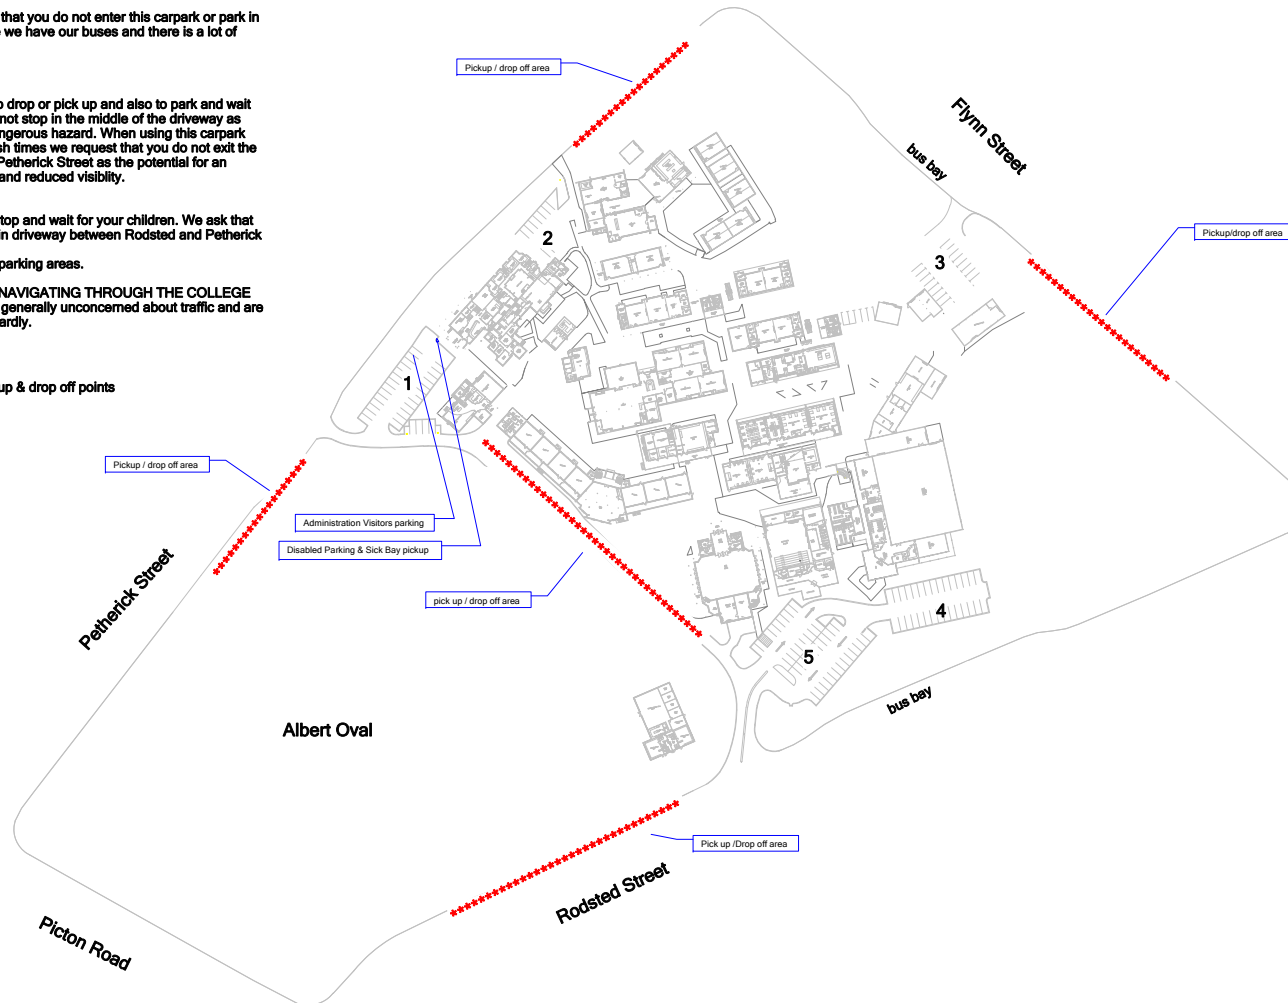 that you do not enter this carpark or park in
we have our buses and there is a lot of
o drop or pick up and also to park and wait
not stop in the middle of the driveway as
ngerous hazard. When using this carpark
sh times we request that you do not exit the
Petherick Street as the potential for an
and reduced visiblity.
top and wait for your children. We ask that
in driveway between Rodsted and Petherick
parking areas.
NAVIGATING THROUGH THE COLLEGE
generally unconcerned about traffic and are
ardly.
up & drop off points
Pickup / drop off area
Flynn Street
bus bay
Pickup/drop off area
2
3
1
Pickup / drop off area
Administration Visitors parking
Disabled Parking & Sick Bay pickup
pick up / drop off area
Petherick Street
4
5
bus bay
Albert Oval
Pick up /Drop off area
Rodsted Street
Picton Road